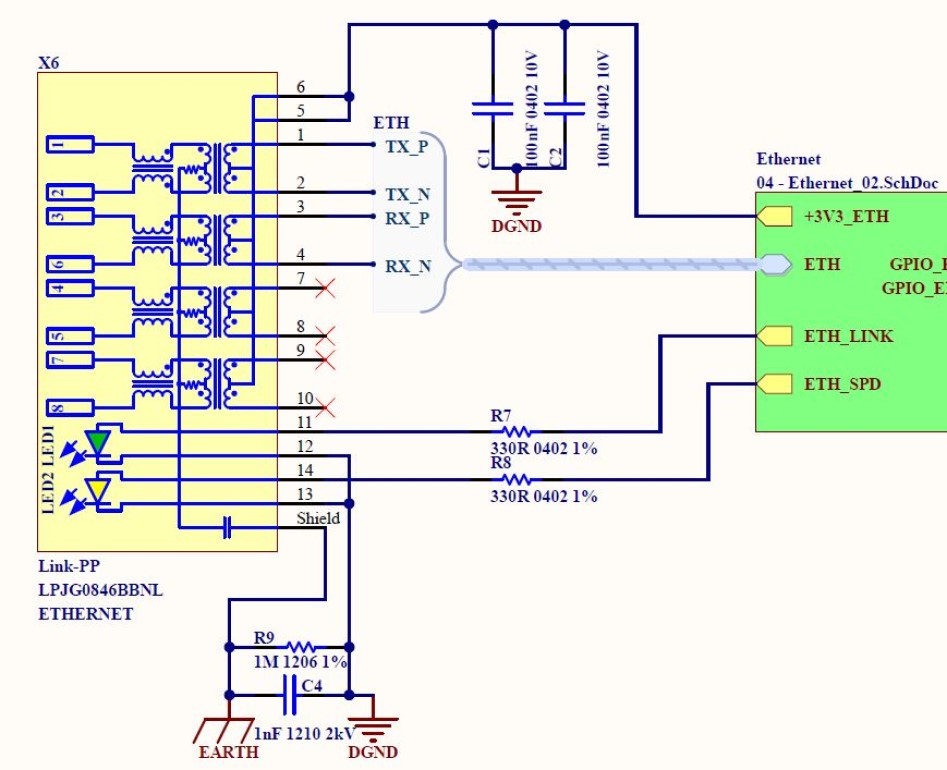 X6
6
5
1
2
3
4
7
8
9
10
11
12
14
13
Shield
1
2
3
6
4
5
7
8
LED2 LED1
Link-PP
LPJG0846BBNL
ETHERNET
ETH
TX_P
TX_N
RX_P
RX_N
C1
100nF 0402 10V
C2
100nF 0402 10V
DGND
Ethernet
04 - Ethernet_02.SchDoc
+3V3_ETH
ETH
ETH_LINK
ETH_SPD
R7
330R 0402 1%
R8
330R 0402 1%
R9
1M 1206 1%
C4
1nF 1210 2kV
EARTH
DGND